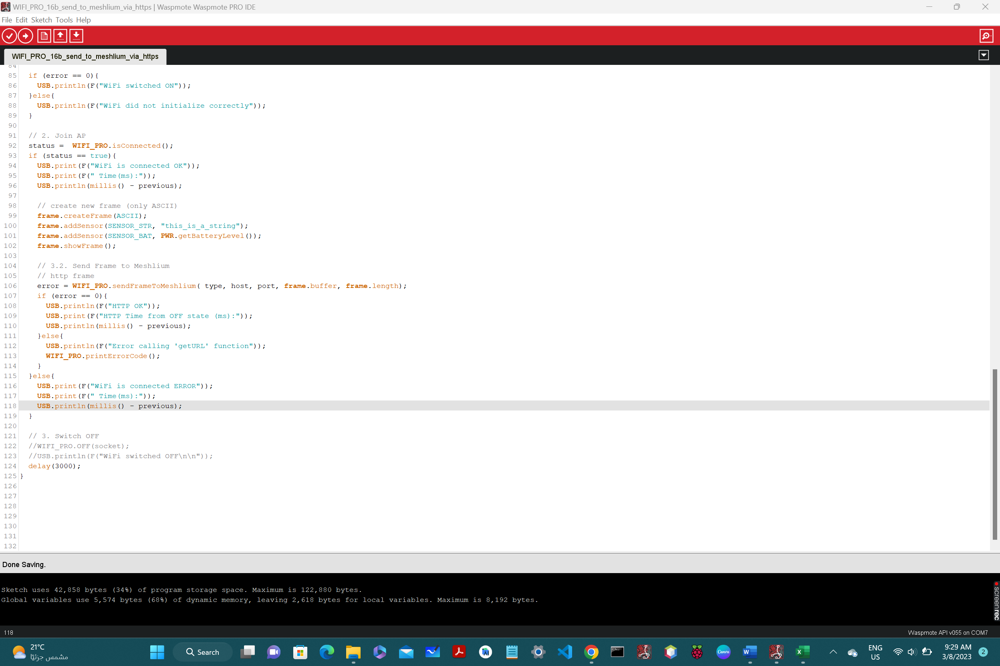 WIFI_PRO_16b_send_to_meshlium_via_https | Waspmote Waspmote PRO IDE
File Edit Sketch Tools Help
WIFI_PRO_16b_send_to_meshlium_via_https
84
85 if (error == 0){
86 USB.println(F("WiFi switched ON"));
87 }else{
88 USB.println(F("WiFi did not initialize correctly"));
89 }
90
91 // 2. Join AP
92 status =  WIFI_PRO.isConnected();
93 if (status == true){
94 USB.print(F("WiFi is connected OK"));
95 USB.print(F(" Time(ms):"));
96 USB.println(millis() - previous);
97
98 // create new frame (only ASCII)
99 frame.createFrame(ASCII);
100 frame.addSensor(SENSOR_STR, "this_is_a_string");
101 frame.addSensor(SENSOR_BAT, PWR.getBatteryLevel());
102 frame.showFrame();
103
104 // 3.2. Send Frame to Meshlium
105 // http frame
106 error = WIFI_PRO.sendFrameToMeshlium( type, host, port, frame.buffer, frame.length);
107 if (error == 0){
108 USB.println(F("HTTP OK"));
109 USB.print(F("HTTP Time from OFF state (ms):"));
110 USB.println(millis() - previous);
111 }else{
112 USB.println(F("Error calling 'getURL' function"));
113 WIFI_PRO.printErrorCode();
114 }
115 }else{
116 USB.print(F("WiFi is connected ERROR"));
117 USB.print(F(" Time(ms):"));
118 USB.println(millis() - previous);
119 }
120
121 // 3. Switch OFF
122 //WIFI_PRO.OFF(socket);
123 //USB.println(F("WiFi switched OFF\n\n"));
124 delay(3000);
125 }
126
127
128
129
130
131
132
Done Saving.
Sketch uses 42,858 bytes (34%) of program storage space. Maximum is 122,880 bytes.
Global variables use 5,574 bytes (68%) of dynamic memory, leaving 2,618 bytes for local variables. Maximum is 8,192 bytes.
screenrec
118
Waspmote API v055 on COM7
21°C
مشمس جزئيًا
Search
Canva
W
X
ENG
US
9:29 AM
3/8/2023
2